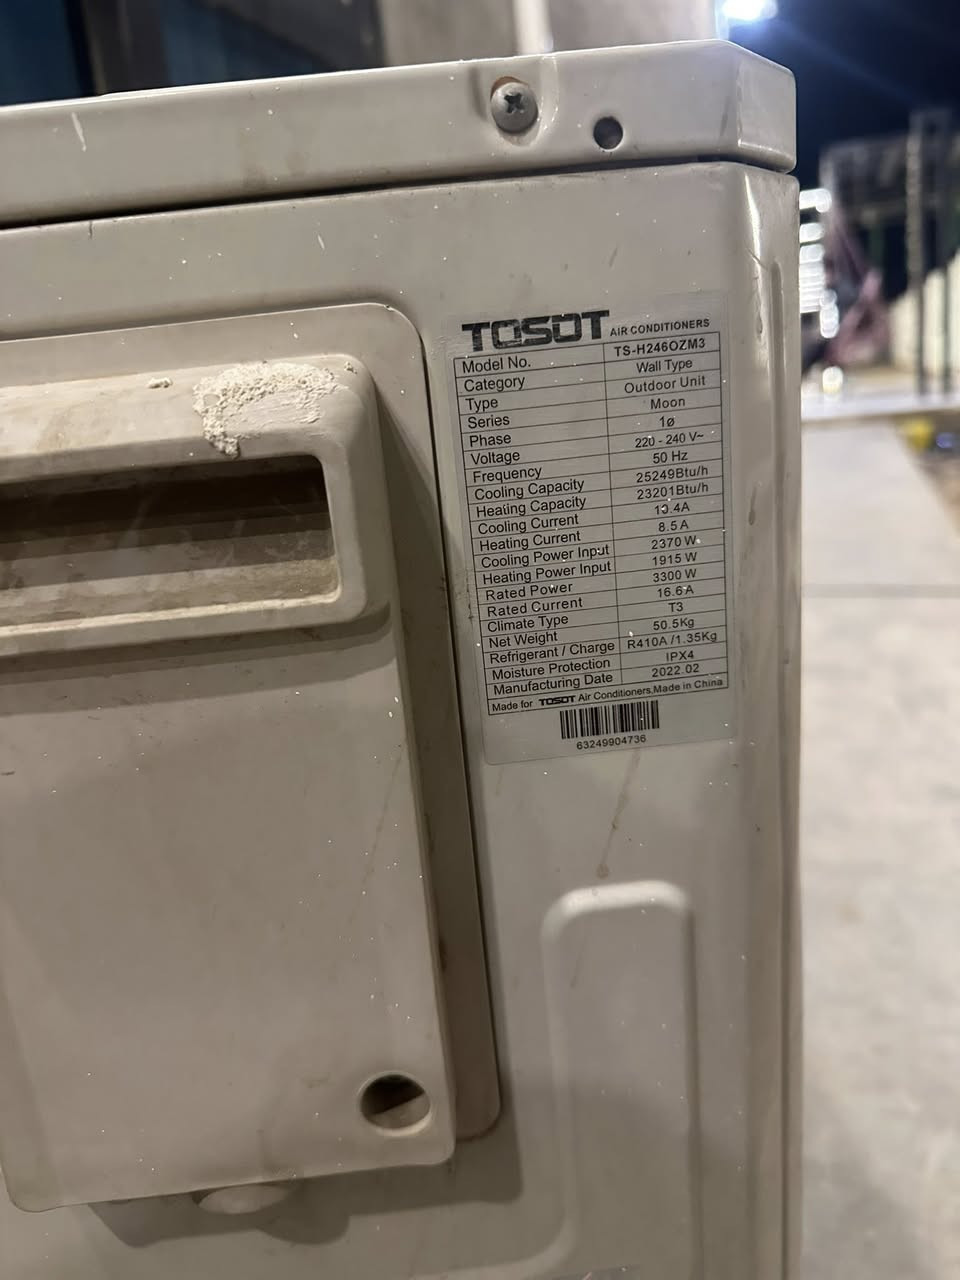 TOSOT AIR CONDITIONERS
Model No. TS-H246OZM3
Category Wall Type
Type Outdoor Unit
Series Moon
Phase 1ø
Voltage 220 - 240 V~
Frequency 50 Hz
Cooling Capacity 25249Btu/h
Heating Capacity 23201Btu/h
Cooling Current 10.4A
Heating Current 8.5A
Cooling Power Input 2370 W
Heating Power Input 1915 W
Rated Power 3300 W
Rated Current 16.6A
Climate Type T3
Net Weight 50.5Kg
Refrigerant / Charge R410A /1.35Kg
Moisture Protection IPX4
Manufacturing Date 2022.02
Made for TOSOT Air Conditioners,Made in China
63249904736